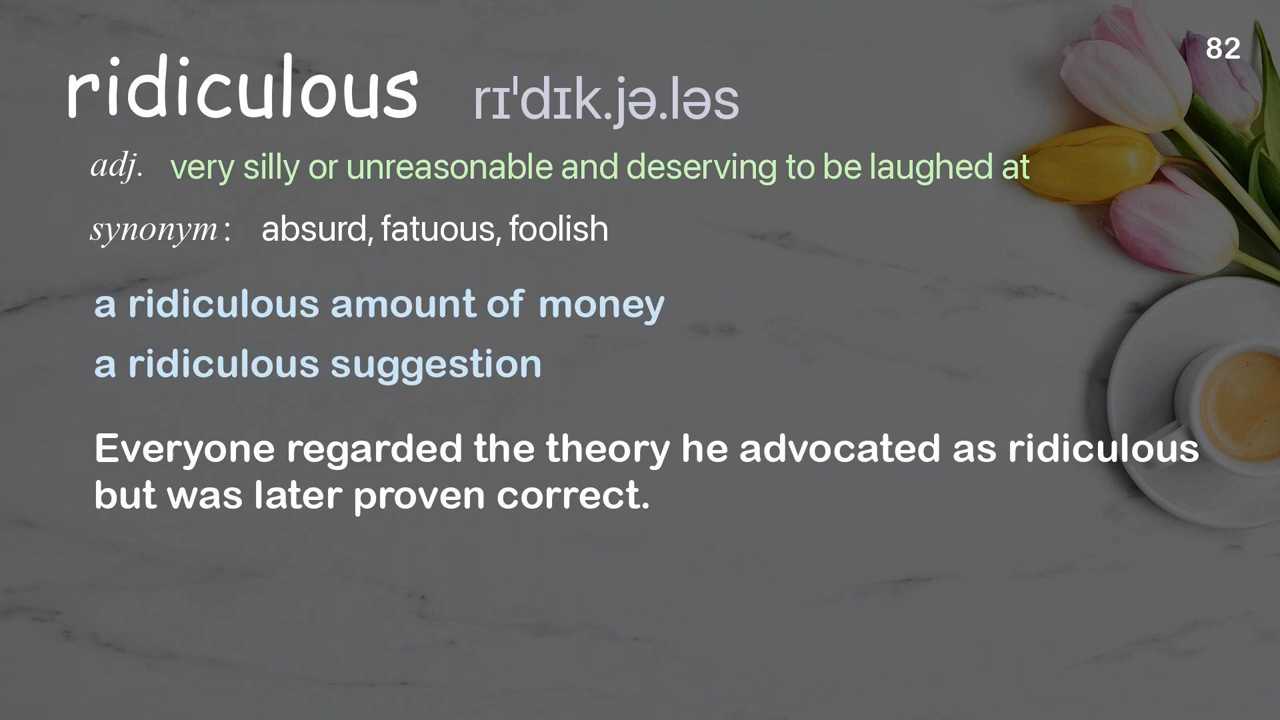 82
ridiculous rɪˈdɪk.jə.ləs
adj. very silly or unreasonable and deserving to be laughed at
synonym: absurd, fatuous, foolish
a ridiculous amount of money
a ridiculous suggestion
Everyone regarded the theory he advocated as ridiculous
but was later proven correct.